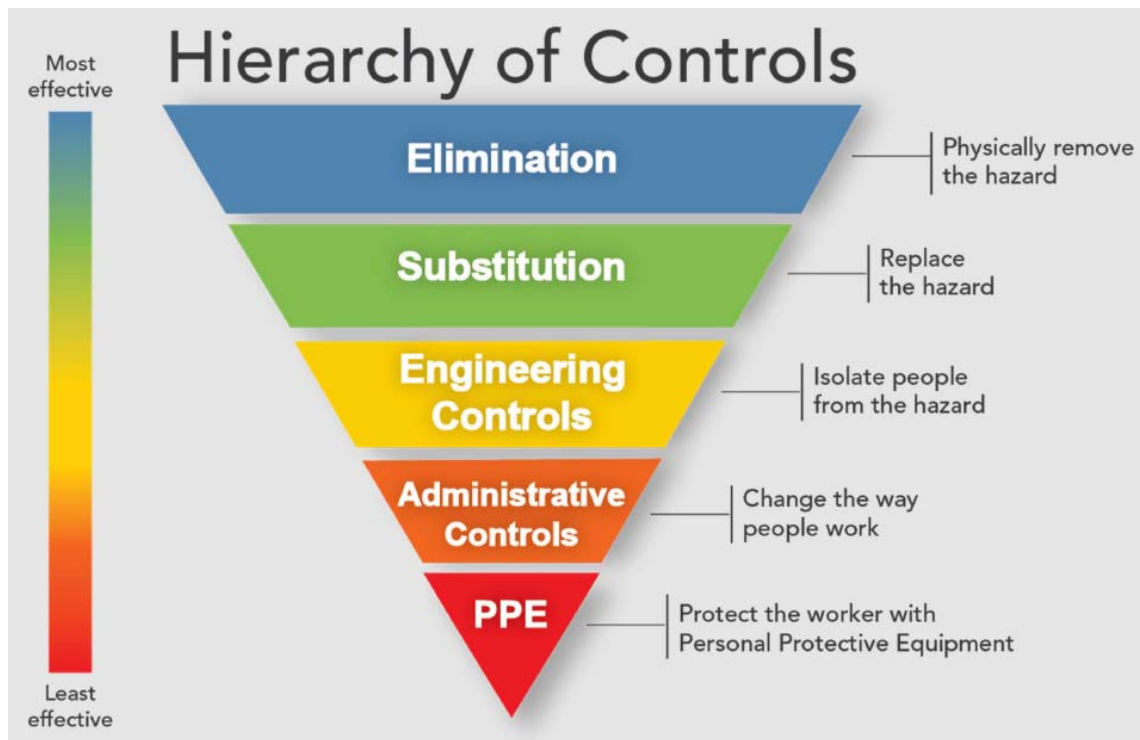 Hierarchy of Controls
Most
effective
Elimination
Physically remove
the hazard
Substitution
Replace
the hazard
Engineering
Controls
Isolate people
from the hazard
Administrative
Controls
Change the way
people work
PPE
Protect the worker with
Personal Protective Equipment
Least
effective